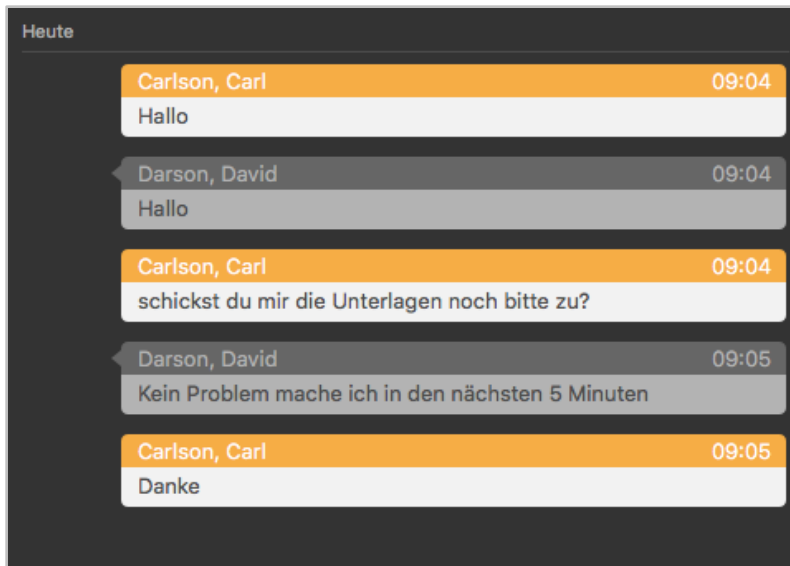 Heute
Carlson, Carl 09:04
Hallo
Darson, David 09:04
Hallo
Carlson, Carl 09:04
schickst du mir die Unterlagen noch bitte zu?
Darson, David 09:05
Kein Problem mache ich in den nächsten 5 Minuten
Carlson, Carl 09:05
Danke